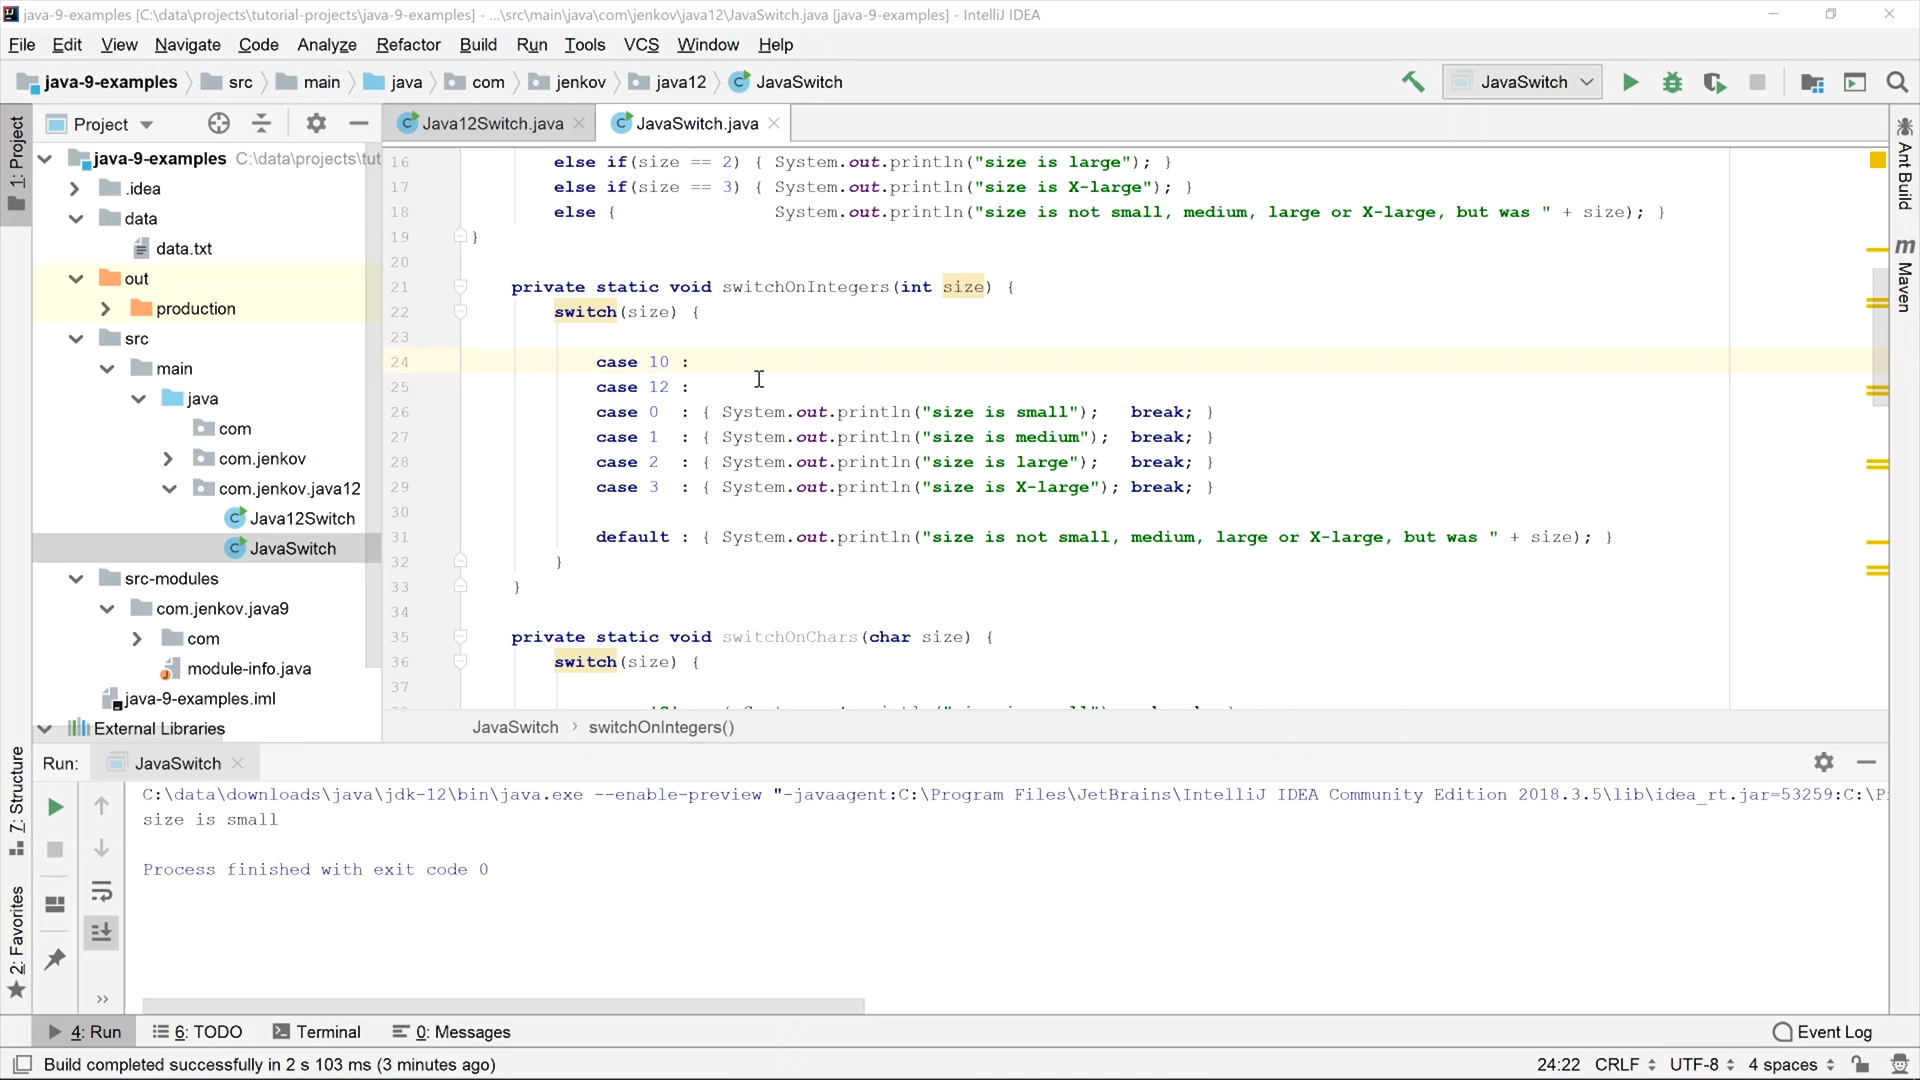 java-9-examples [C:\data\projects\tutorial-projects\java-9-examples] - ...\src\main\java\com\jenkov\java12\JavaSwitch.java [java-9-examples] - IntelliJ IDEA
File Edit View Navigate Code Analyze Refactor Build Run Tools VCS Window Help
java-9-examples src main java com jenkov java12 JavaSwitch JavaSwitch
Project Java12Switch.java JavaSwitch.java
1: Project
java-9-examples C:\data\projects\tut
.idea
data
data.txt
out
production
src
main
java
com
com.jenkov
com.jenkov.java12
Java12Switch
JavaSwitch
src-modules
com.jenkov.java9
com
module-info.java
java-9-examples.iml
External Libraries
16 else if(size == 2) { System.out.println("size is large"); }
17 else if(size == 3) { System.out.println("size is X-large"); }
18 else { System.out.println("size is not small, medium, large or X-large, but was " + size); }
19 }
20
21 private static void switchOnIntegers(int size) {
22 switch(size) {
23
24 case 10 :
25 case 12 :
26 case 0 : { System.out.println("size is small"); break; }
27 case 1 : { System.out.println("size is medium"); break; }
28 case 2 : { System.out.println("size is large"); break; }
29 case 3 : { System.out.println("size is X-large"); break; }
30
31 default : { System.out.println("size is not small, medium, large or X-large, but was " + size); }
32 }
33 }
34
35 private static void switchOnChars(char size) {
36 switch(size) {
37
JavaSwitch switchOnIntegers()
Ant Build
m Maven
Run: JavaSwitch
7: Structure
2: Favorites
C:\data\downloads\java\jdk-12\bin\java.exe --enable-preview "-javaagent:C:\Program Files\JetBrains\IntelliJ IDEA Community Edition 2018.3.5\lib\idea_rt.jar=53259:C:\P
size is small
Process finished with exit code 0
4: Run 6: TODO Terminal 0: Messages Event Log
Build completed successfully in 2 s 103 ms (3 minutes ago) 24:22 CRLF UTF-8 4 spaces